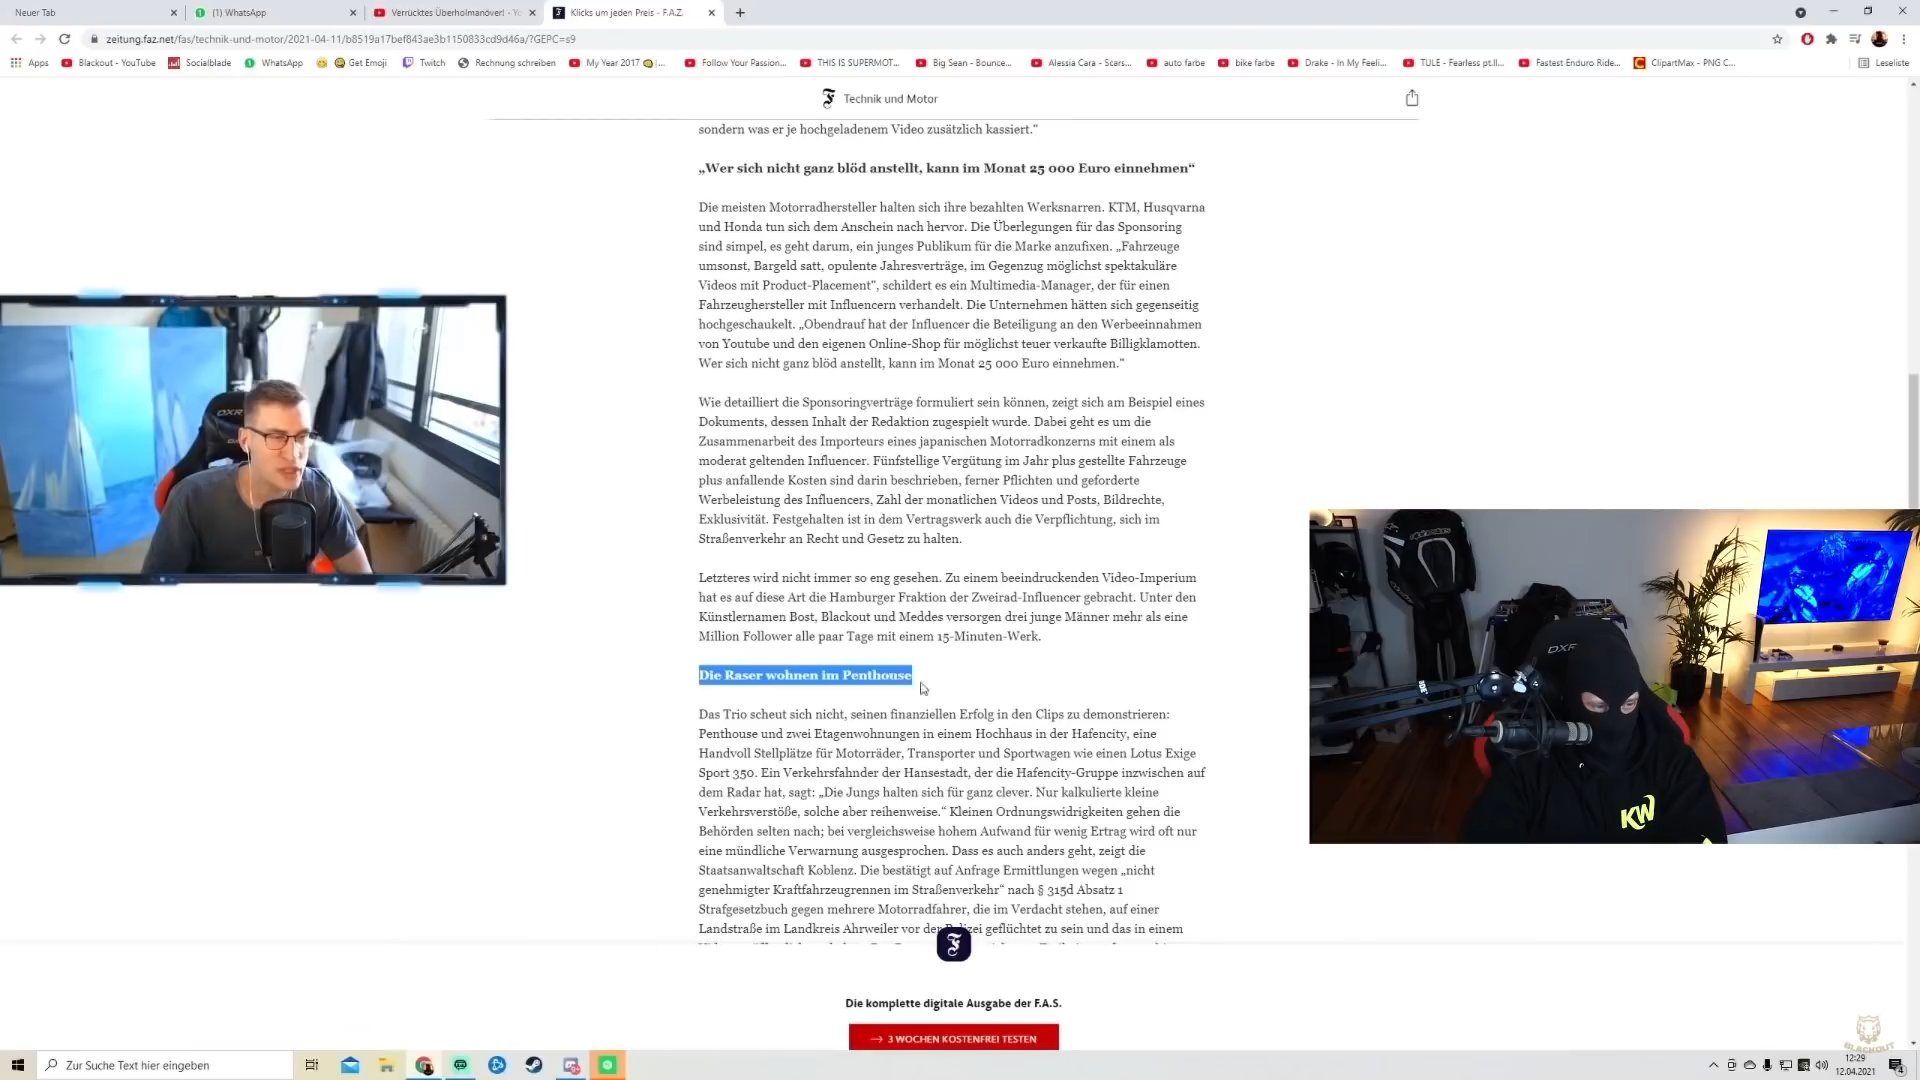 Neuer Tab
(1) WhatsApp
Verrücktes Überholmanöver! - Yo
Klicks um jeden Preis - F.A.Z.
zeitung.faz.net/fas/technik-und-motor/2021-04-11/b8519a17bef843ae3b1150833cd9d46a/?GEPC=s9
Apps
Blackout - YouTube
Socialblade
WhatsApp
Get Emoji
Twitch
Rechnung schreiben
My Year 2017
Follow Your Passion...
THIS IS SUPERMOT...
Big Sean - Bounce...
Alessia Cara - Scars...
auto farbe
bike farbe
Drake - In My Feeli...
TULE - Fearless pt.II...
Fastest Enduro Ride...
ClipartMax - PNG C...
Leseliste
Technik und Motor
sondern was er je hochgeladenem Video zusätzlich kassiert."
„Wer sich nicht ganz blöd anstellt, kann im Monat 25 000 Euro einnehmen“
Die meisten Motorradhersteller halten sich ihre bezahlten Werksnarren. KTM, Husqvarna
und Honda tun sich dem Anschein nach hervor. Die Überlegungen für das Sponsoring
sind simpel, es geht darum, ein junges Publikum für die Marke anzufixen. „Fahrzeuge
umsonst, Bargeld satt, opulente Jahresverträge, im Gegenzug möglichst spektakuläre
Videos mit Product-Placement“, schildert es ein Multimedia-Manager, der für einen
Fahrzeughersteller mit Influencern verhandelt. Die Unternehmen hätten sich gegenseitig
hochgeschaukelt. „Obendrauf hat der Influencer die Beteiligung an den Werbeeinnahmen
von Youtube und den eigenen Online-Shop für möglichst teuer verkaufte Billigklamotten.
Wer sich nicht ganz blöd anstellt, kann im Monat 25 000 Euro einnehmen.“
Wie detailliert die Sponsoringverträge formuliert sein können, zeigt sich am Beispiel eines
Dokuments, dessen Inhalt der Redaktion zugespielt wurde. Dabei geht es um die
Zusammenarbeit des Importeurs eines japanischen Motorradkonzerns mit einem als
moderat geltenden Influencer. Fünfstellige Vergütung im Jahr plus gestellte Fahrzeuge
plus anfallende Kosten sind darin beschrieben, ferner Pflichten und geforderte
Werbeleistung des Influencers, Zahl der monatlichen Videos und Posts, Bildrechte,
Exklusivität. Festgehalten ist in dem Vertragswerk auch die Verpflichtung, sich im
Straßenverkehr an Recht und Gesetz zu halten.
Letzteres wird nicht immer so eng gesehen. Zu einem beeindruckenden Video-Imperium
hat es auf diese Art die Hamburger Fraktion der Zweirad-Influencer gebracht. Unter den
Künstlernamen Bost, Blackout und Meddes versorgen drei junge Männer mehr als eine
Million Follower alle paar Tage mit einem 15-Minuten-Werk.
Die Raser wohnen im Penthouse
Das Trio scheut sich nicht, seinen finanziellen Erfolg in den Clips zu demonstrieren:
Penthouse und zwei Etagenwohnungen in einem Hochhaus in der Hafencity, eine
Handvoll Stellplätze für Motorräder, Transporter und Sportwagen wie einen Lotus Exige
Sport 350. Ein Verkehrsfahnder der Hansestadt, der die Hafencity-Gruppe inzwischen auf
dem Radar hat, sagt: „Die Jungs halten sich für ganz clever. Nur kalkulierte kleine
Verkehrsverstöße, solche aber reihenweise.“ Kleinen Ordnungswidrigkeiten gehen die
Behörden selten nach; bei vergleichsweise hohem Aufwand für wenig Ertrag wird oft nur
eine mündliche Verwarnung ausgesprochen. Dass es auch anders geht, zeigt die
Staatsanwaltschaft Koblenz. Die bestätigt auf Anfrage Ermittlungen wegen „nicht
genehmigter Kraftfahrzeugrennen im Straßenverkehr“ nach § 315d Absatz 1
Strafgesetzbuch gegen mehrere Motorradfahrer, die im Verdacht stehen, auf einer
Landstraße im Landkreis Ahrweiler vor der geflüchtet zu sein und das in einem
Die komplette digitale Ausgabe der F.A.S.
3 WOCHEN KOSTENFREI TESTEN
DXR
DXF
KW
BLACKOUT
Zur Suche Text hier eingeben
12:29
12.04.2021
4